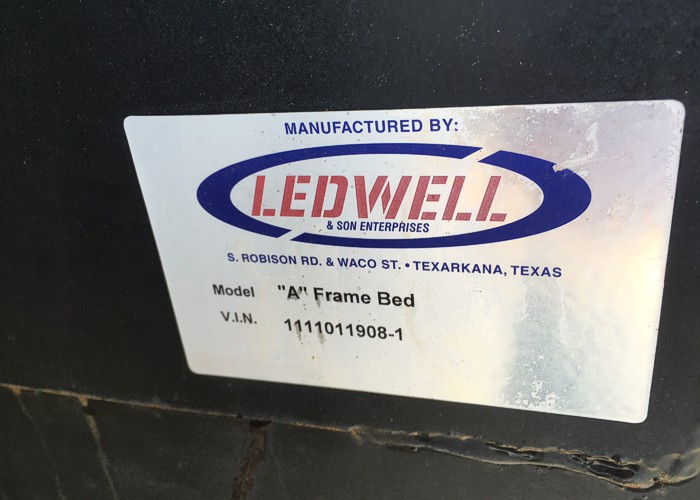 MANUFACTURED BY:
LEDWELL
& SON ENTERPRISES
S. ROBISON RD. & WACO ST. • TEXARKANA, TEXAS
Model "A" Frame Bed
V.I.N. 1111011908-1